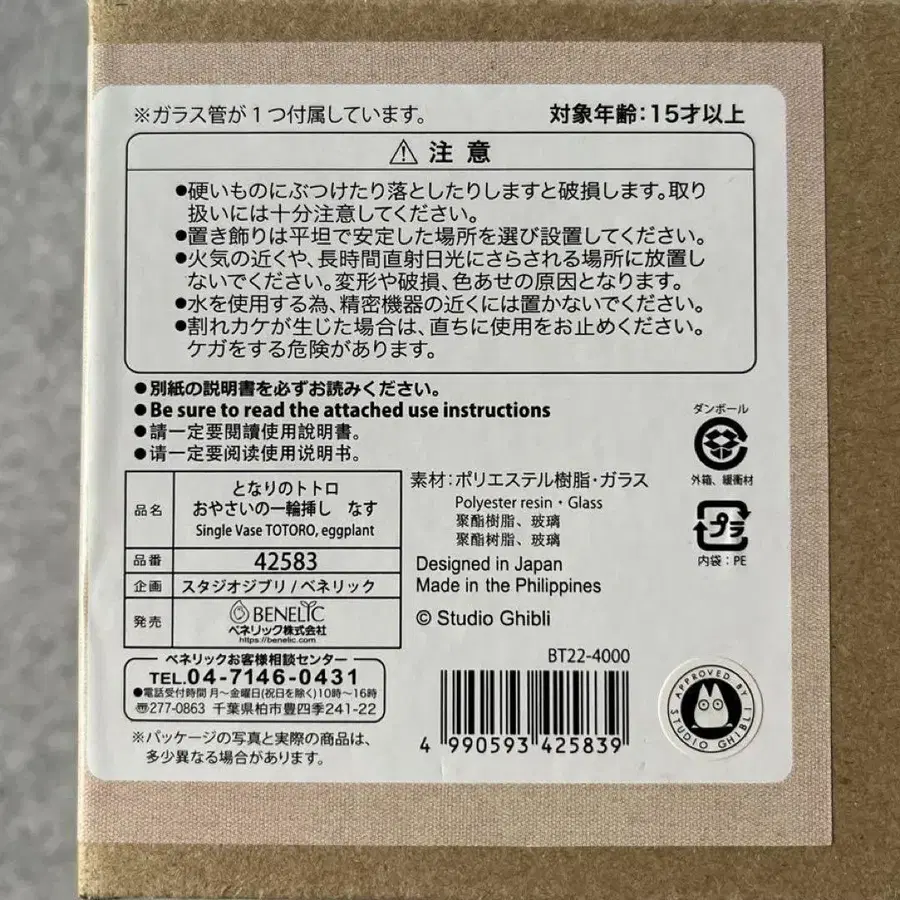 ※ガラス管が1つ付属しています。
対象年齢:15才以上
注 意
●硬いものにぶつけたり落としたりしますと破損します。取り
扱いには十分注意してください。
●置き飾りは平坦で安定した場所を選び設置してください。
●火気の近くや、長時間直射日光にさらされる場所に放置し
ないでください。変形や破損、色あせの原因となります。
●水を使用する為、精密機器の近くには置かないでください。
●割れカケが生じた場合は、直ちに使用をお止めください。
ケガをする危険があります。
●別紙の説明書を必ずお読みください。
●Be sure to read the attached use instructions
●請一定要閱讀使用說明書。
●请一定要阅读使用说明书。
ダンボール
外箱、緩衝材
プラ
内袋:PE
品名
となりのトトロ
おやさいの一輪挿し なす
Single Vase TOTORO, eggplant
品番
42583
企画
スタジオジブリ / ベネリック
発売
BENELIC
ベネリック株式会社
https://benelic.com
素材:ポリエステル樹脂・ガラス
Polyester resin・Glass
聚酯樹脂、玻璃
聚酯树脂、玻璃
Designed in Japan
Made in the Philippines
© Studio Ghibli
ベネリックお客様相談センター
TEL.04-7146-0431
●電話受付時間 月～金曜日(祝日を除く)10時～16時
〠277-0863 千葉県柏市豊四季241-22
※パッケージの写真と実際の商品は、
多少異なる場合があります。
BT22-4000
4 990593 425839
APPROVED BY
STUDIO GHIBLI